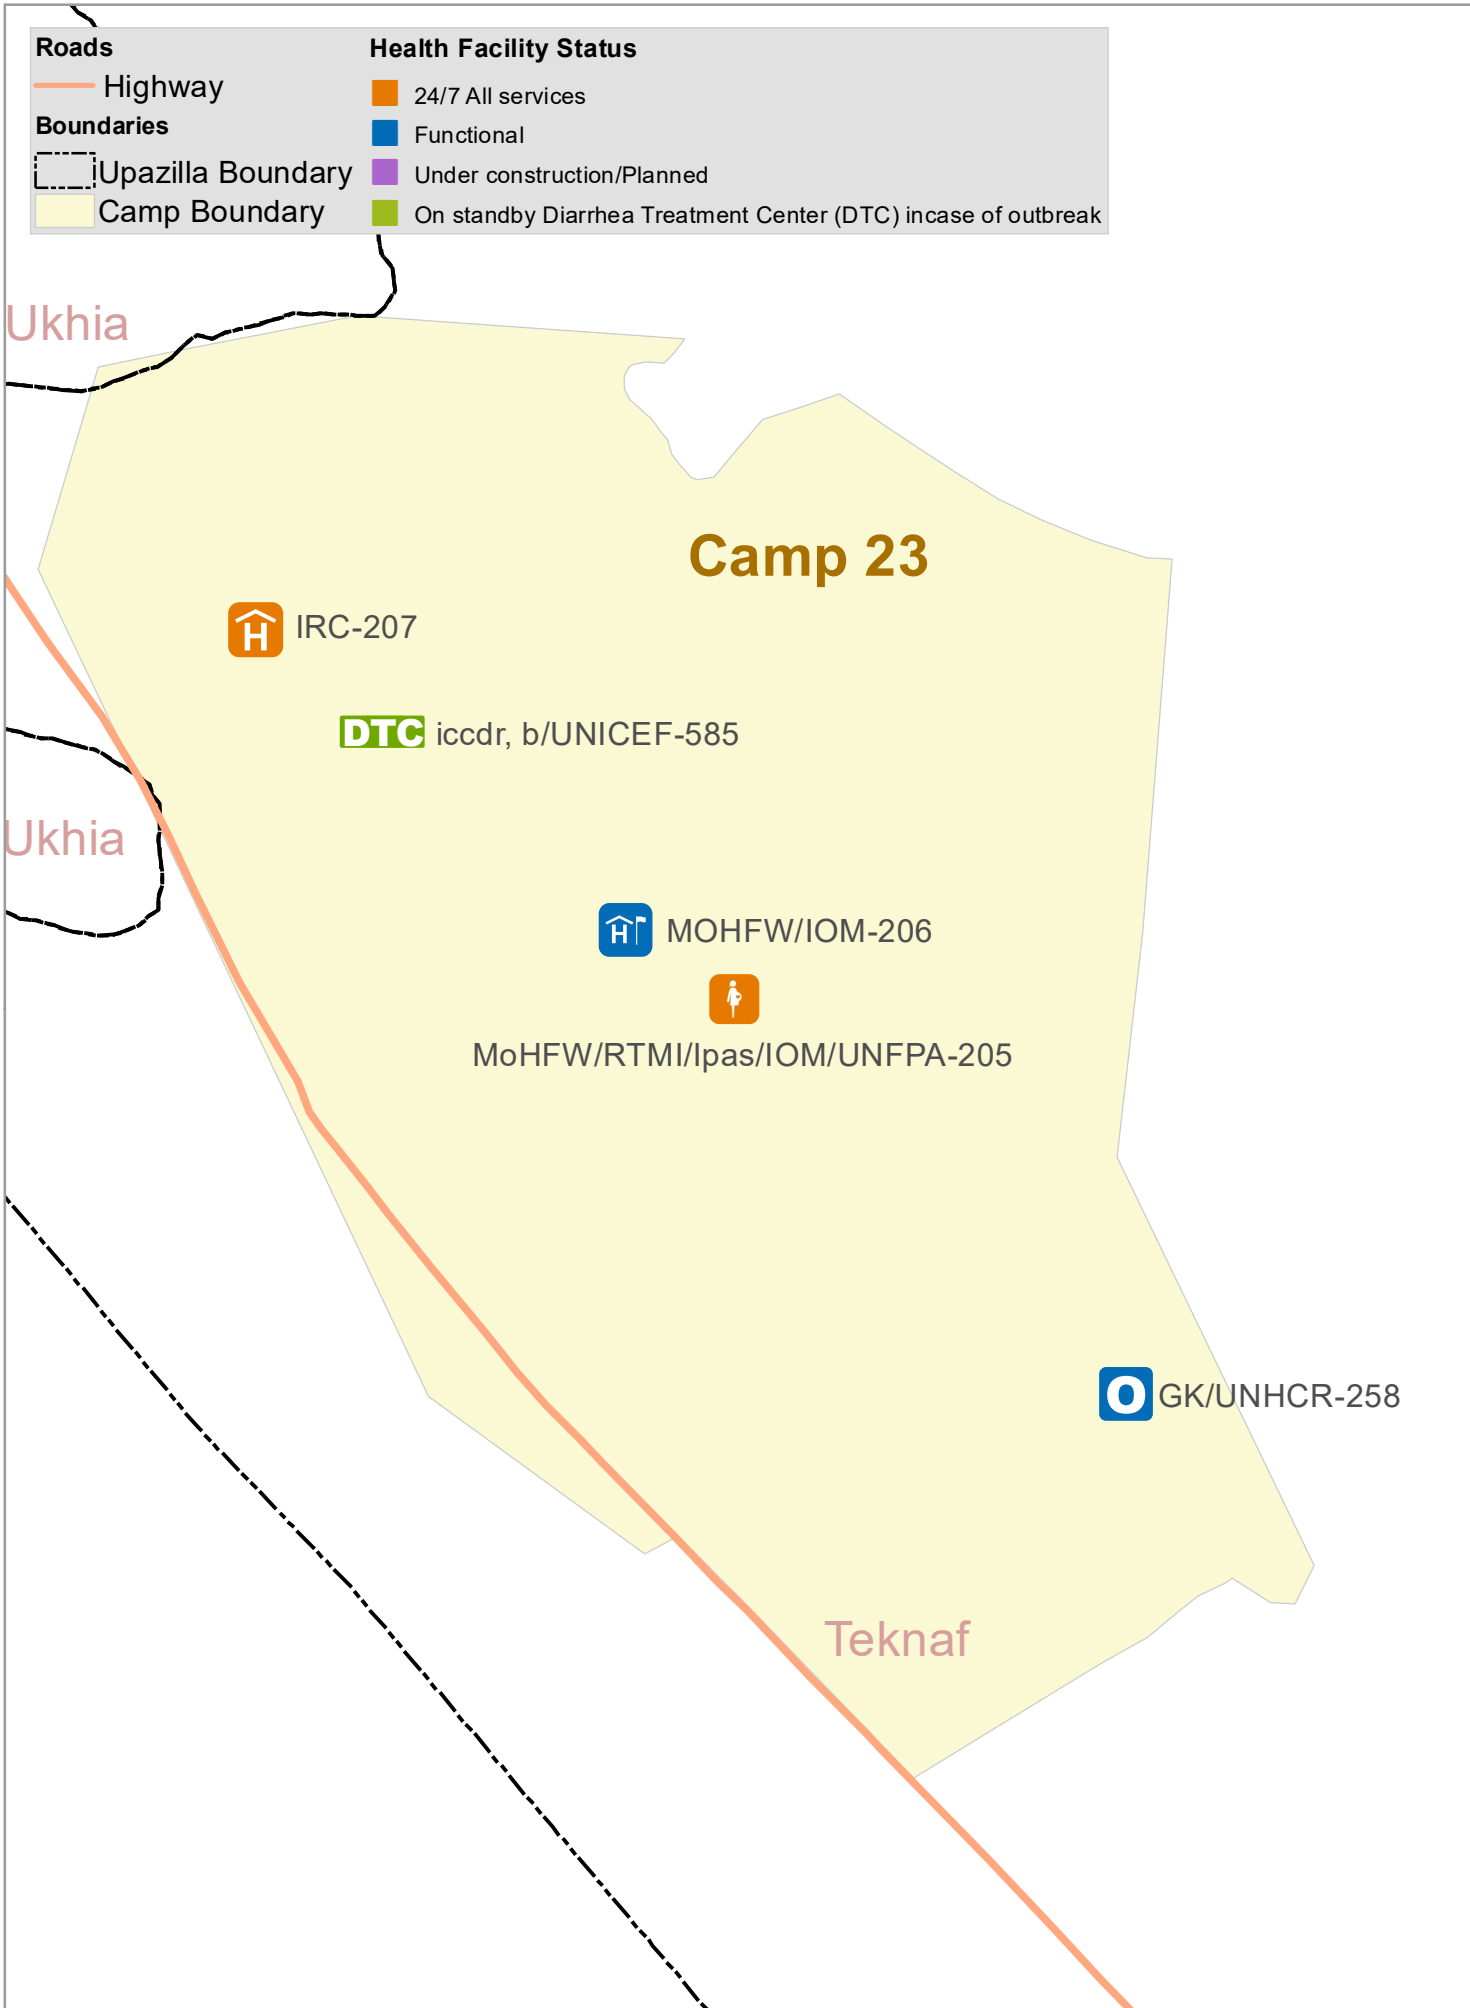 Roads
Highway
Boundaries
Upazilla Boundary
Camp Boundary
Health Facility Status
24/7 All services
Functional
Under construction/Planned
On standby Diarrhea Treatment Center (DTC) incase of outbreak
Ukhia
Camp 23
H IRC-207
DTC iccdr, b/UNICEF-585
Ukhia
H MOHFW/IOM-206
MoHFW/RTMI/Ipas/IOM/UNFPA-205
O GK/UNHCR-258
Teknaf